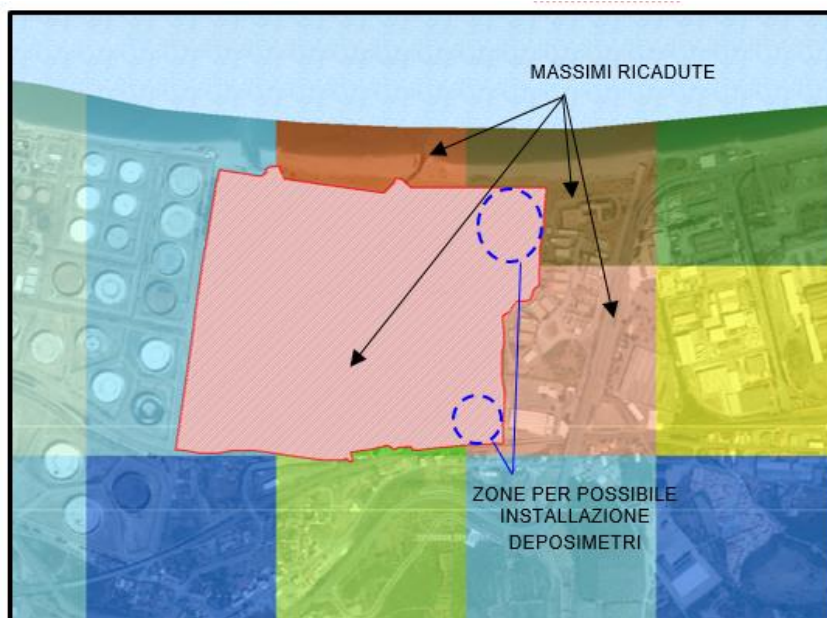 MASSIMI RICADUTE
ZONE PER POSSIBILE
INSTALLAZIONE
DEPOSIMETRI